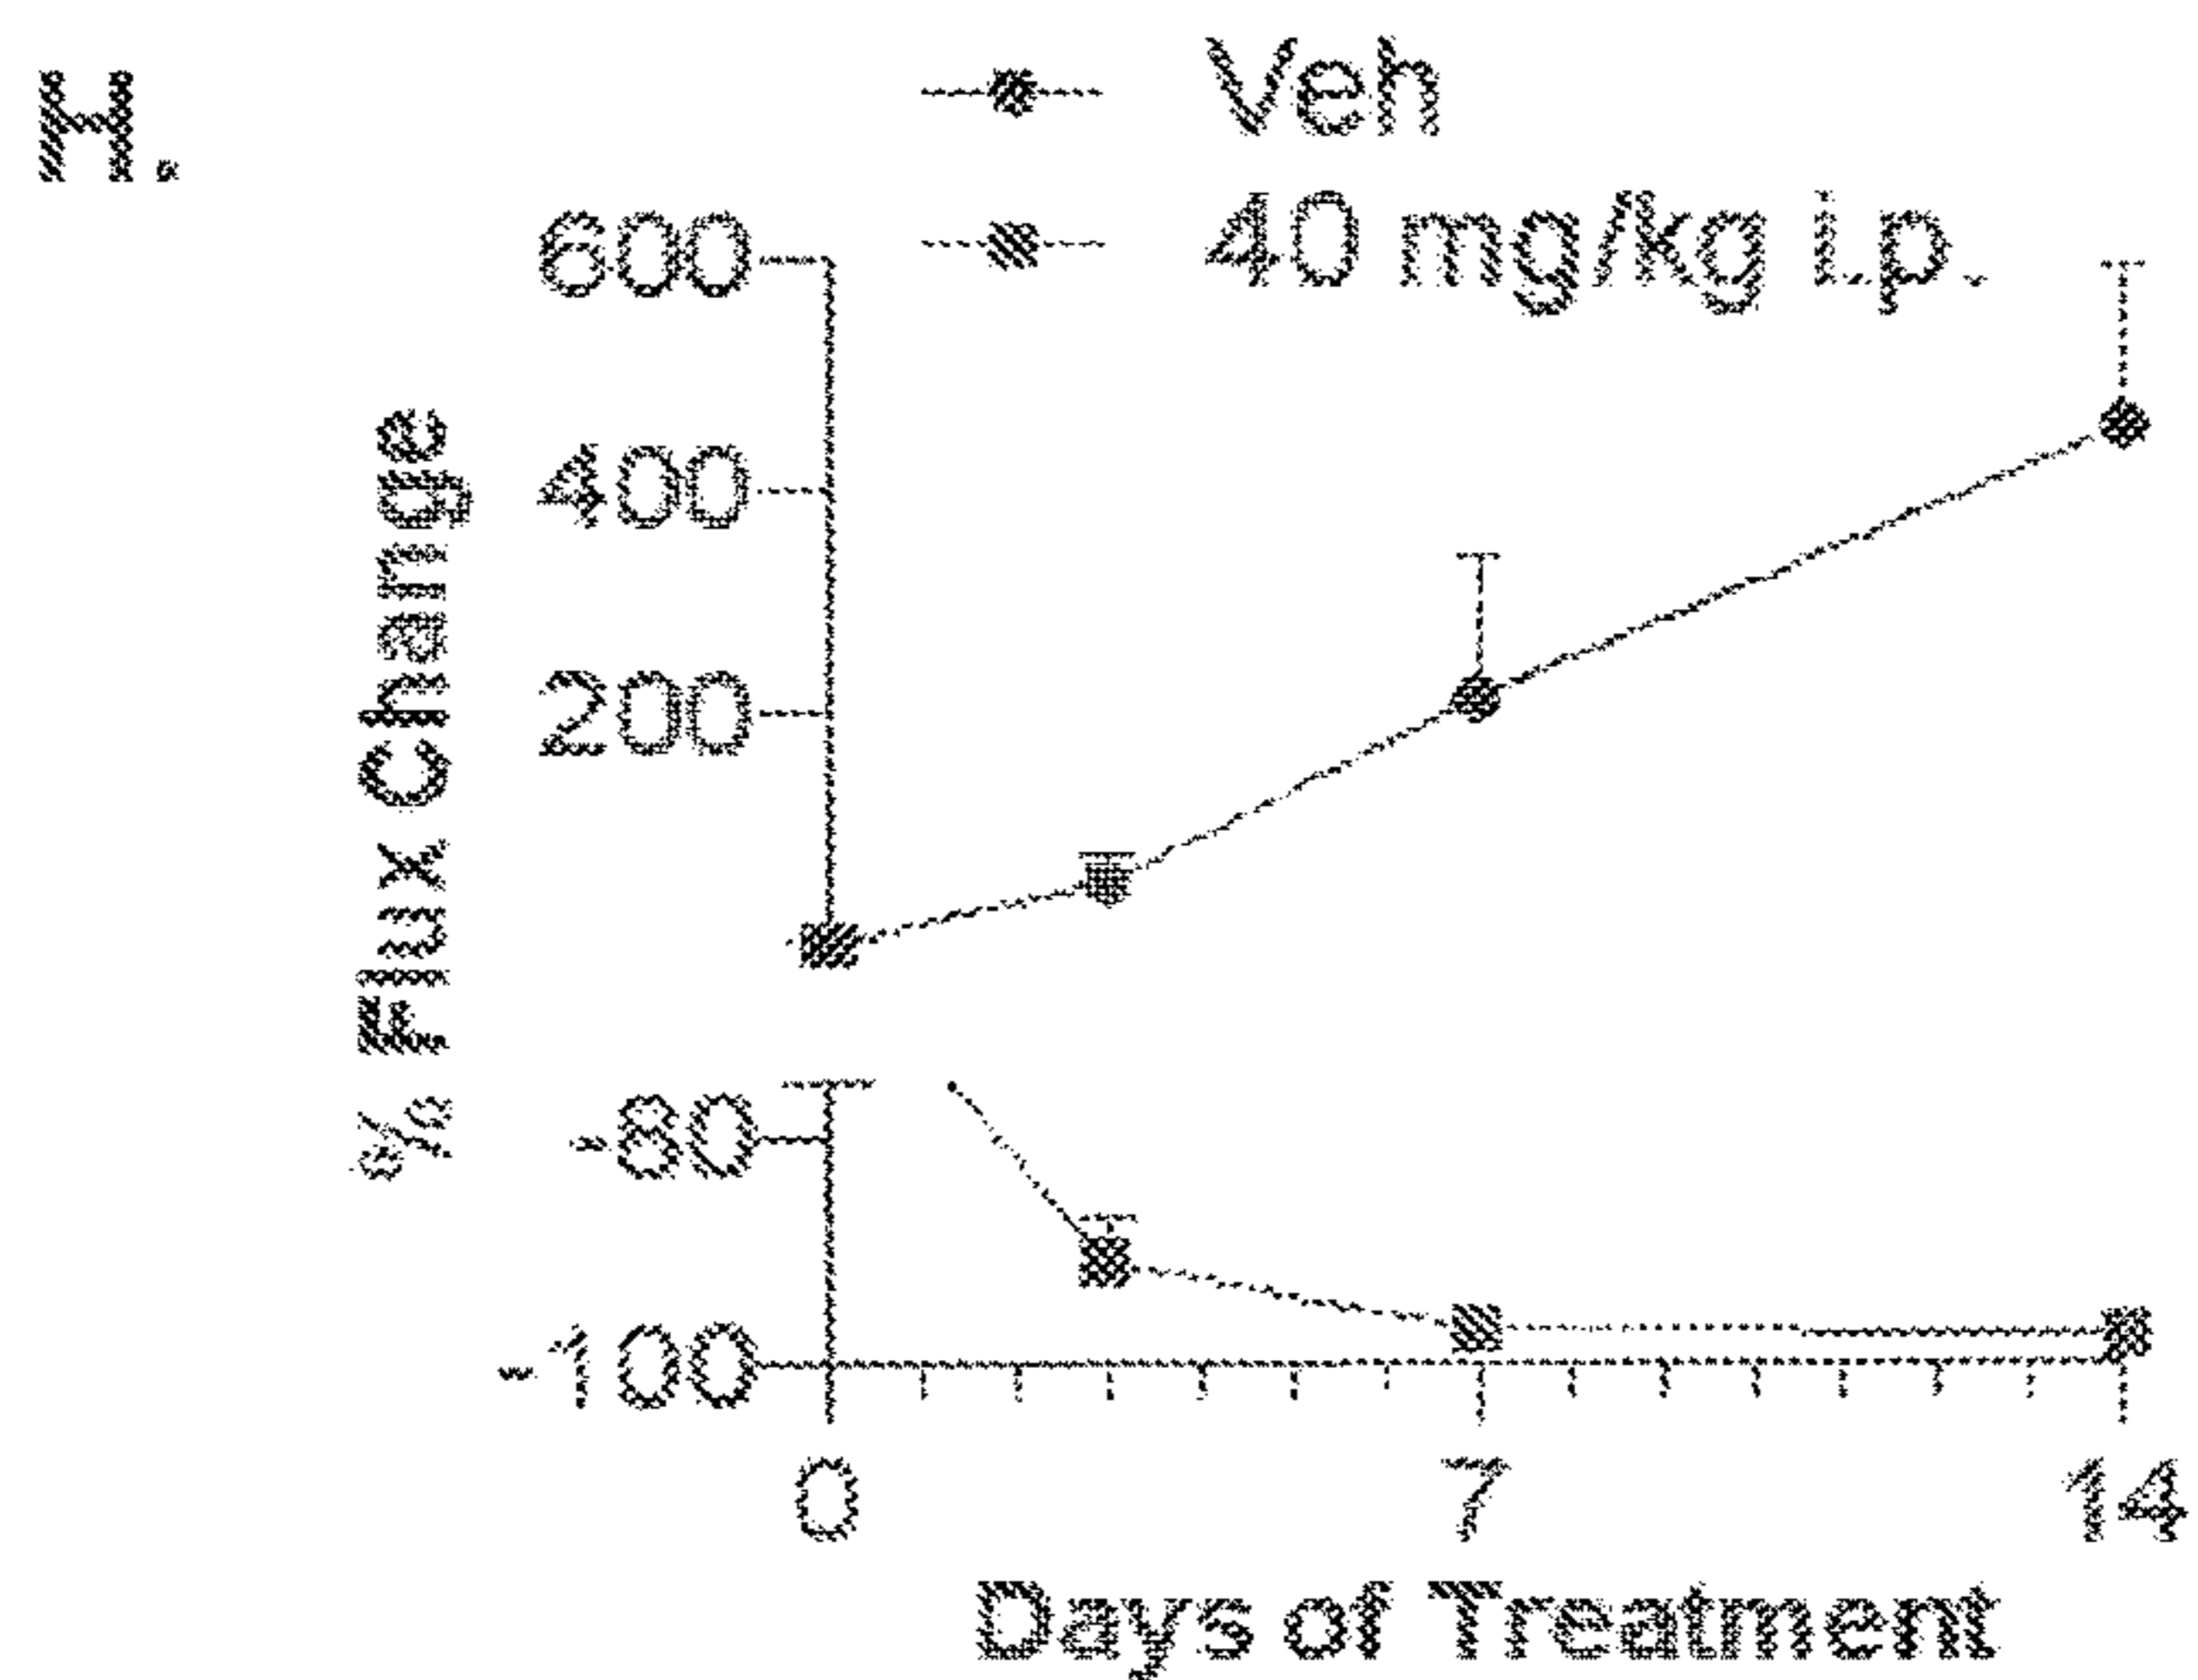 H.
Veh
40 mg/kg i.p.
600
400
200
-80
-100
% Flux Change
0 7 14
Days of Treatment